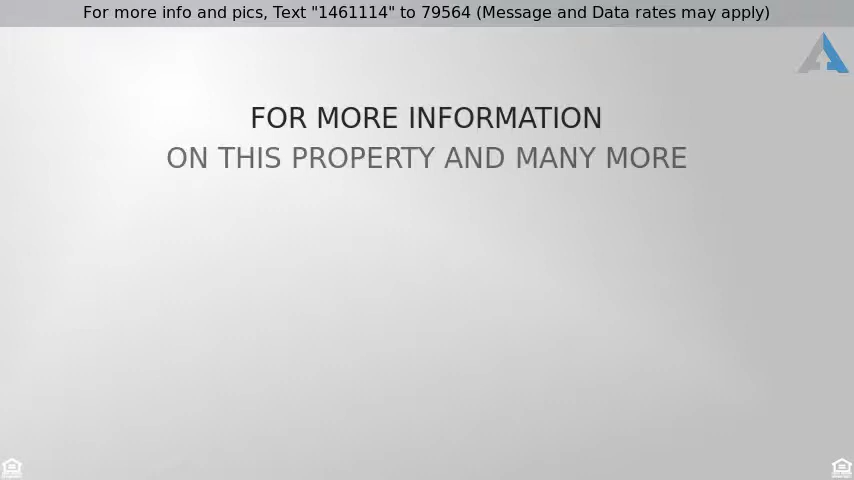 For more info and pics, Text "1461114" to 79564 (Message and Data rates may apply)
FOR MORE INFORMATION
ON THIS PROPERTY AND MANY MORE